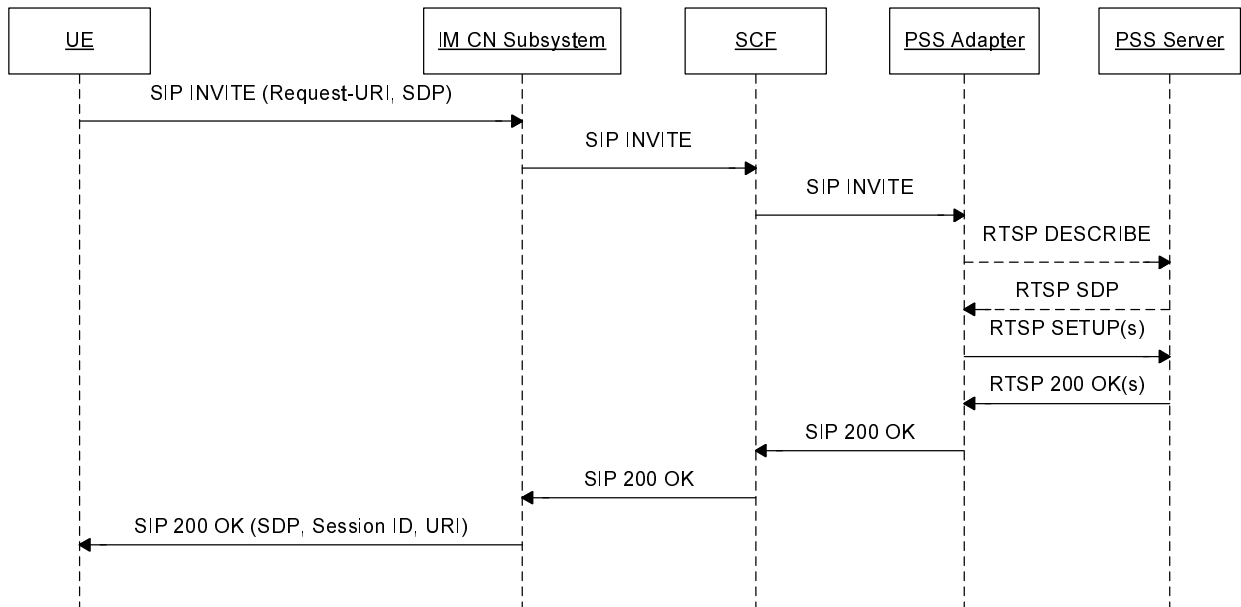 UE
IM CN Subsystem
SCF
PSS Adapter
PSS Server
SIP INVITE (Request-URI, SDP)
SIP INVITE
SIP INVITE
RTSP DESCRIBE
RTSP SDP
RTSP SETUP(s)
RTSP 200 OK(s)
SIP 200 OK
SIP 200 OK
SIP 200 OK (SDP, Session ID, URI)